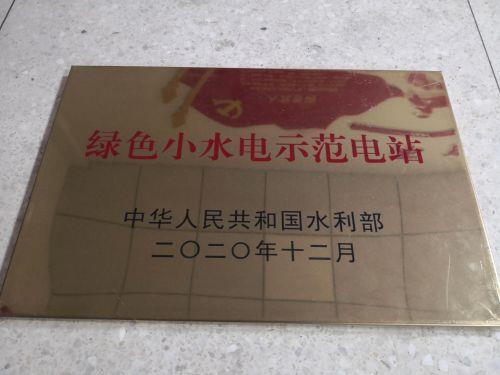 绿色小水电示范电站
中华人民共和国水利部
二〇二〇年十二月